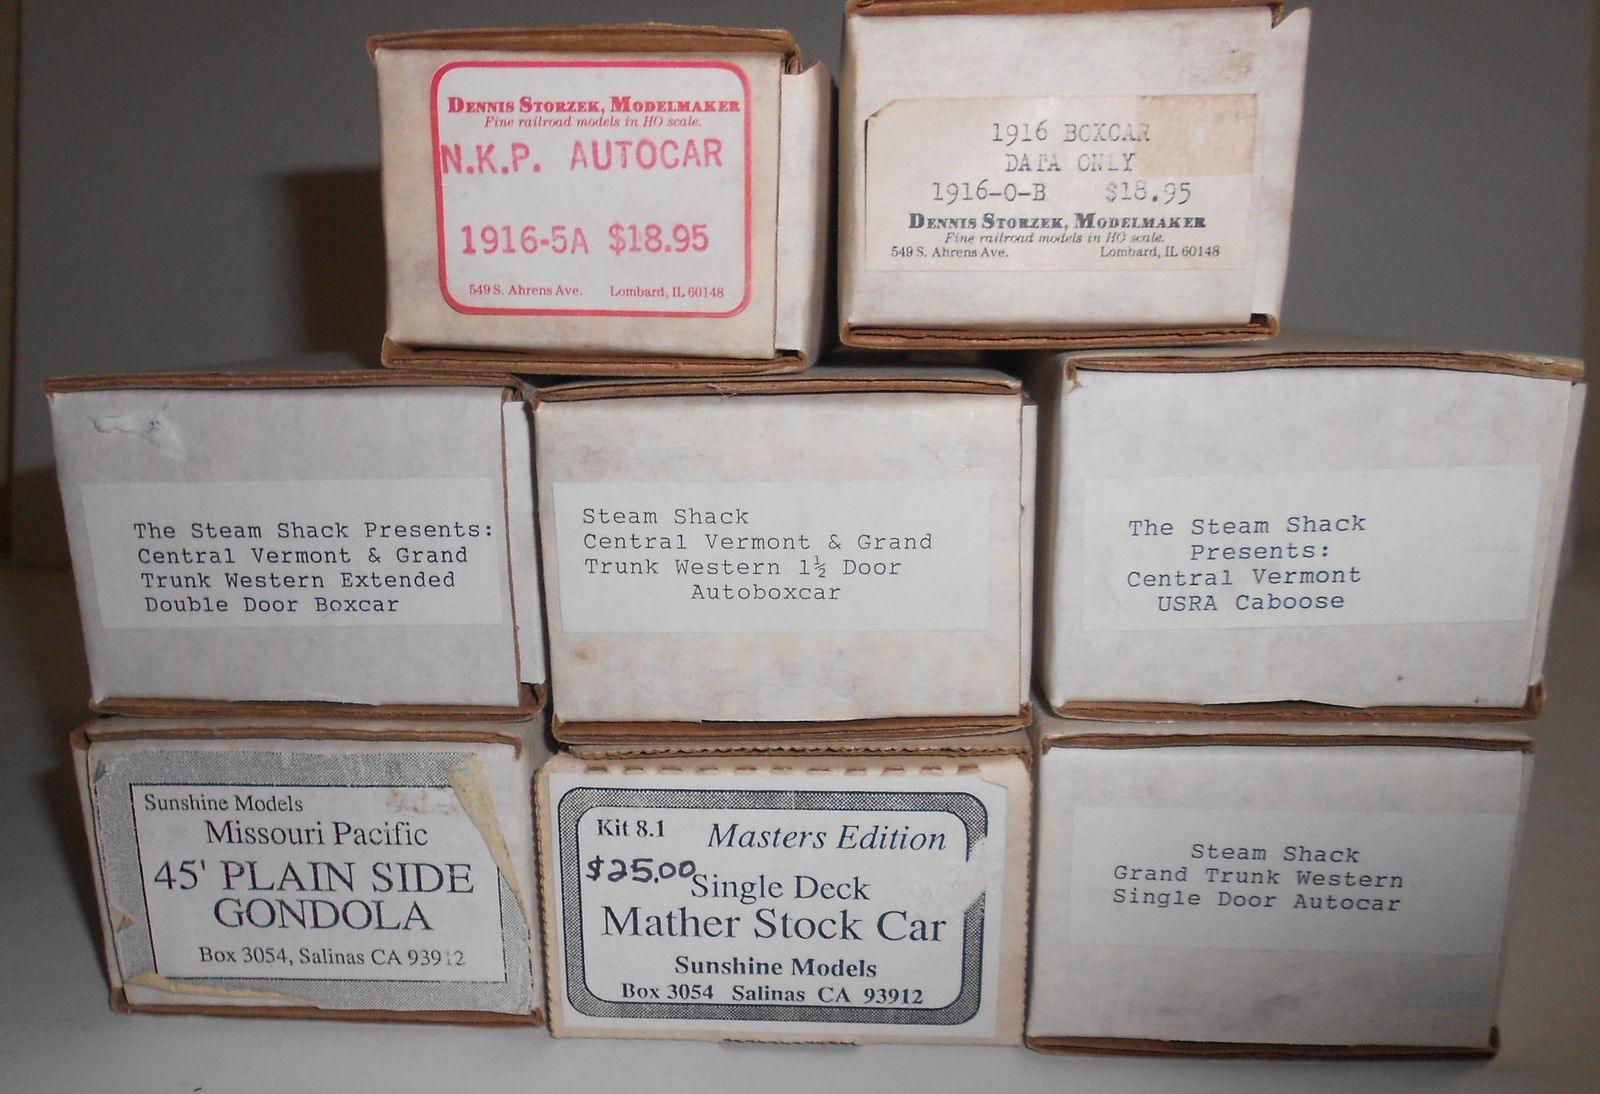 DENNIS STORZEK, MODELMAKER
Fine railroad models in HO scale.
N.K.P. AUTOCAR
1916-5A $18.95
549 S. Ahrens Ave. Lombard, IL 60148
1916 BOXCAR
DATA ONLY
1916-0-B $18.95
DENNIS STORZEK, MODELMAKER
Fine railroad models in HO scale.
549 S. Ahrens Ave. Lombard, IL 60148
The Steam Shack Presents:
Central Vermont & Grand
Trunk Western Extended
Double Door Boxcar
Steam Shack
Central Vermont & Grand
Trunk Western 1½ Door
Autoboxcar
The Steam Shack
Presents:
Central Vermont
USRA Caboose
Sunshine Models
Missouri Pacific
45' PLAIN SIDE
GONDOLA
Box 3054, Salinas CA 93912
Kit 8.1 Masters Edition
$25.00
Single Deck
Mather Stock Car
Sunshine Models
Box 3054 Salinas CA 93912
Steam Shack
Grand Trunk Western
Single Door Autocar